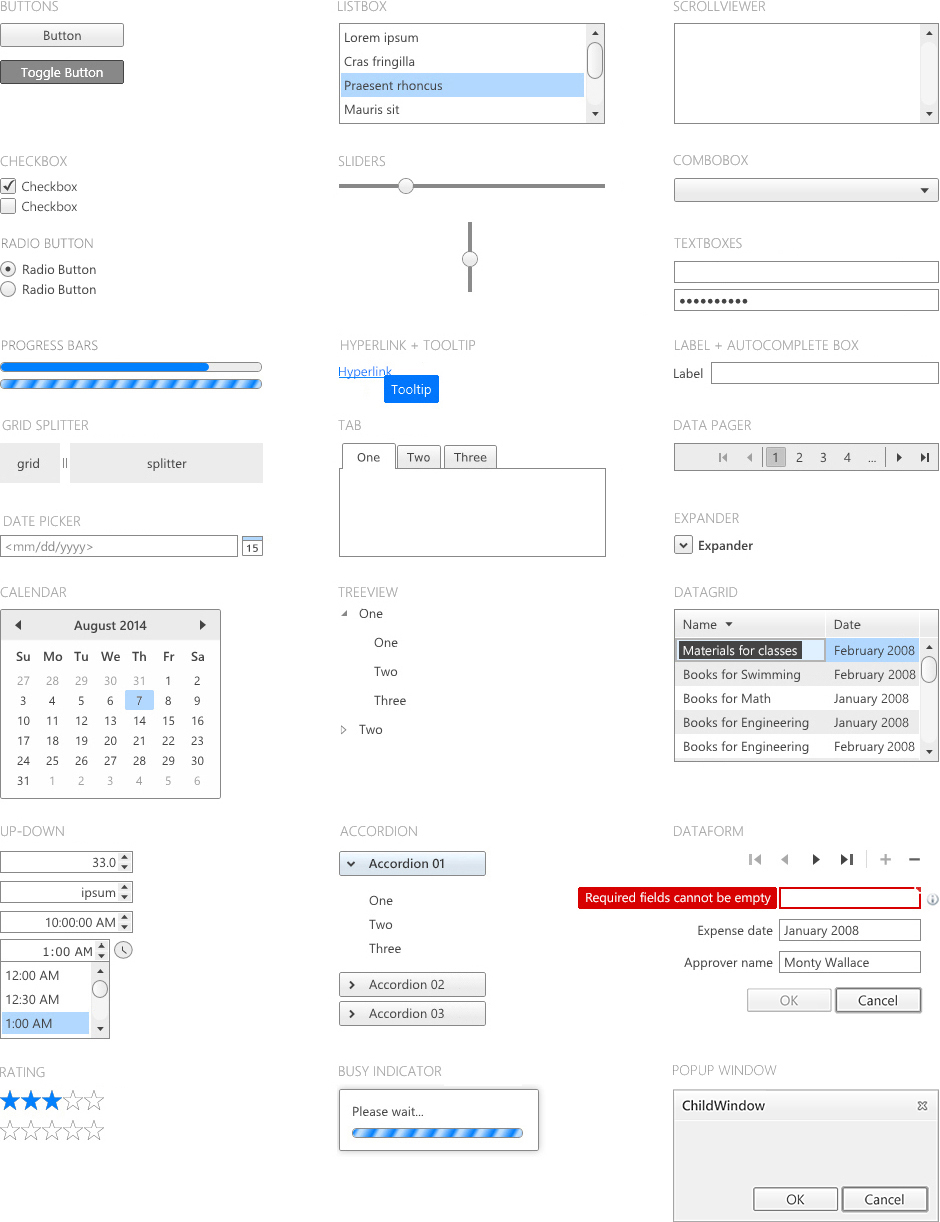 BUTTONS
Button
Toggle Button
LISTBOX
Lorem ipsum
Cras fringilla
Praesent rhoncus
Mauris sit
SCROLLVIEWER
CHECKBOX
Checkbox
Checkbox
SLIDERS
COMBOBOX
RADIO BUTTON
Radio Button
Radio Button
TEXTBOXES
••••••••••
PROGRESS BARS
HYPERLINK + TOOLTIP
Hyperlink
Tooltip
LABEL + AUTOCOMPLETE BOX
Label
GRID SPLITTER
grid
splitter
TAB
One Two Three
DATA PAGER
1 2 3 4 ...
DATE PICKER
<mm/dd/yyyy> 15
EXPANDER
Expander
CALENDAR
August 2014
Su Mo Tu We Th Fr Sa
27 28 29 30 31 1 2
3 4 5 6 7 8 9
10 11 12 13 14 15 16
17 18 19 20 21 22 23
24 25 26 27 28 29 30
31 1 2 3 4 5 6
TREEVIEW
One
One
Two
Three
Two
DATAGRID
Name Date
Materials for classes February 2008
Books for Swimming February 2008
Books for Math January 2008
Books for Engineering January 2008
Books for Engineering February 2008
UP-DOWN
33.0
ipsum
10:00:00 AM
1:00 AM
12:00 AM
12:30 AM
1:00 AM
ACCORDION
Accordion 01
One
Two
Three
Accordion 02
Accordion 03
DATAFORM
Required fields cannot be empty
Expense date January 2008
Approver name Monty Wallace
OK Cancel
RATING
BUSY INDICATOR
Please wait...
POPUP WINDOW
ChildWindow
OK Cancel